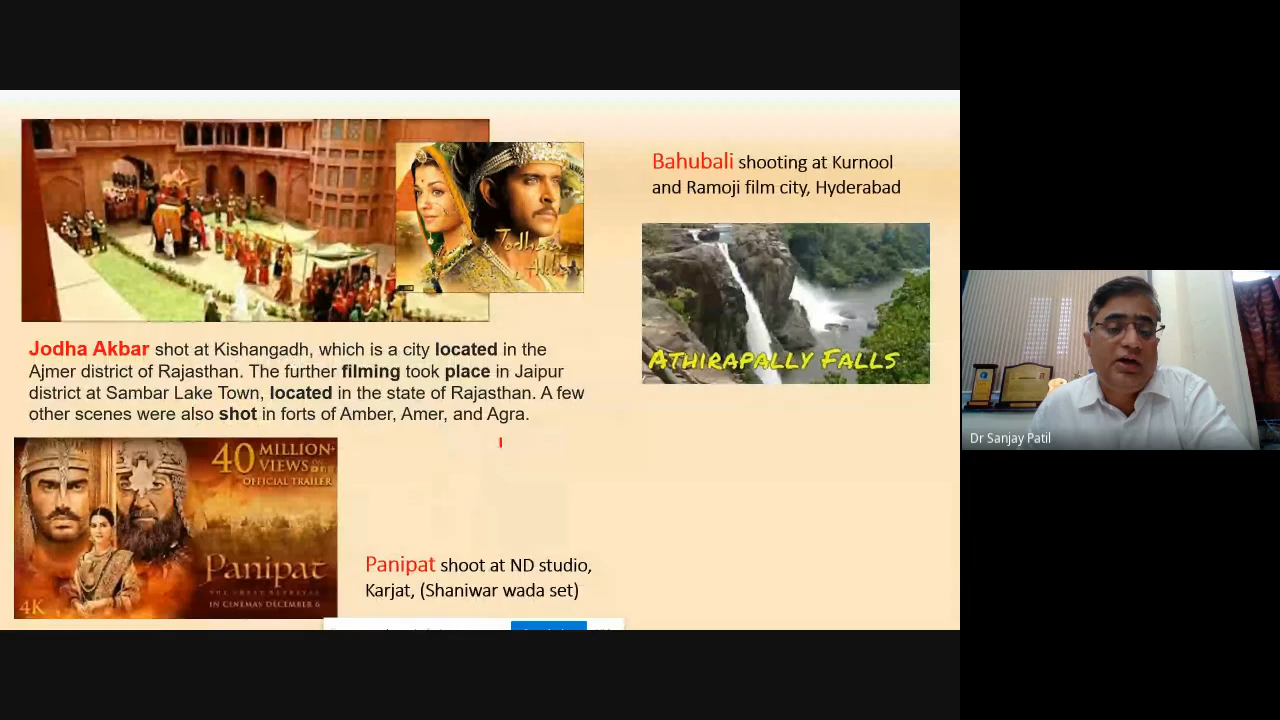 Jodhaa
Akbar
Bahubali shooting at Kurnool
and Ramoji film city, Hyderabad
ATHIRAPALLY FALLS
Jodha Akbar shot at Kishangadh, which is a city located in the
Ajmer district of Rajasthan. The further filming took place in Jaipur
district at Sambar Lake Town, located in the state of Rajasthan. A few
other scenes were also shot in forts of Amber, Amer, and Agra.
40 MILLION+
VIEWS
OFFICIAL TRAILER
Panipat
THE GREAT BETRAYAL
IN CINEMAS DECEMBER 6
4K
Panipat shoot at ND studio,
Karjat, (Shaniwar wada set)
Dr Sanjay Patil